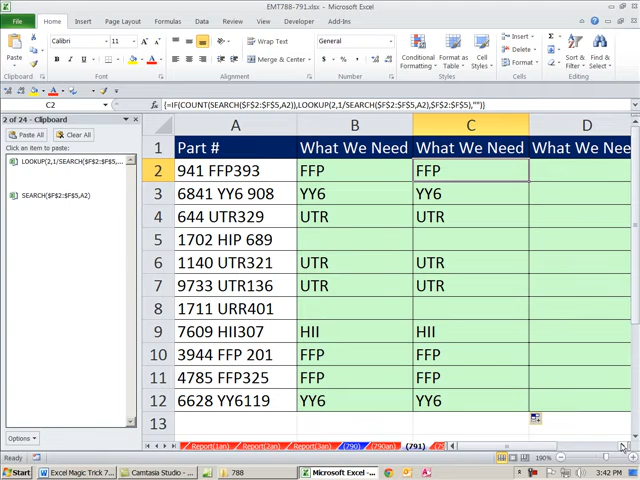 EMT788-791.xlsx - Microsoft Excel
File Home Insert Page Layout Formulas Data Review View Developer Add-Ins
Paste Calibri 11 A A Wrap Text General Conditional Formatting Format as Table Cell Styles Insert Delete Format Sort & Filter Find & Select
B I U Merge & Center $ % ,
Clipboard Font Alignment Number Styles Cells Editing
C2 fx {=IF(COUNT(SEARCH($F$2:$F$5,A2)),LOOKUP(2,1/SEARCH($F$2:$F$5,A2),$F$2:$F$5),"")}
2 of 24 - Clipboard
Paste All Clear All
Click an item to paste:
LOOKUP(2,1/SEARCH($F$2:$F$5,...
SEARCH($F$2:$F$5,A2)
Options
A B C D
1 Part # What We Need What We Need What We Nee
2 941 FFP393 FFP FFP
3 6841 YY6 908 YY6 YY6
4 644 UTR329 UTR UTR
5 1702 HIP 689
6 1140 UTR321 UTR UTR
7 9733 UTR136 UTR UTR
8 1711 URR401
9 7609 HII307 HII HII
10 3944 FFP 201 FFP FFP
11 4785 FFP325 FFP FFP
12 6628 YY6119 YY6 YY6
13
Report(1an) Report(2an) Report(3an) (790) (790an) (791)
Ready 190%
Start Excel Magic Trick 7... Camtasia Studio - ... 788 Microsoft Excel - ... 3:42 PM